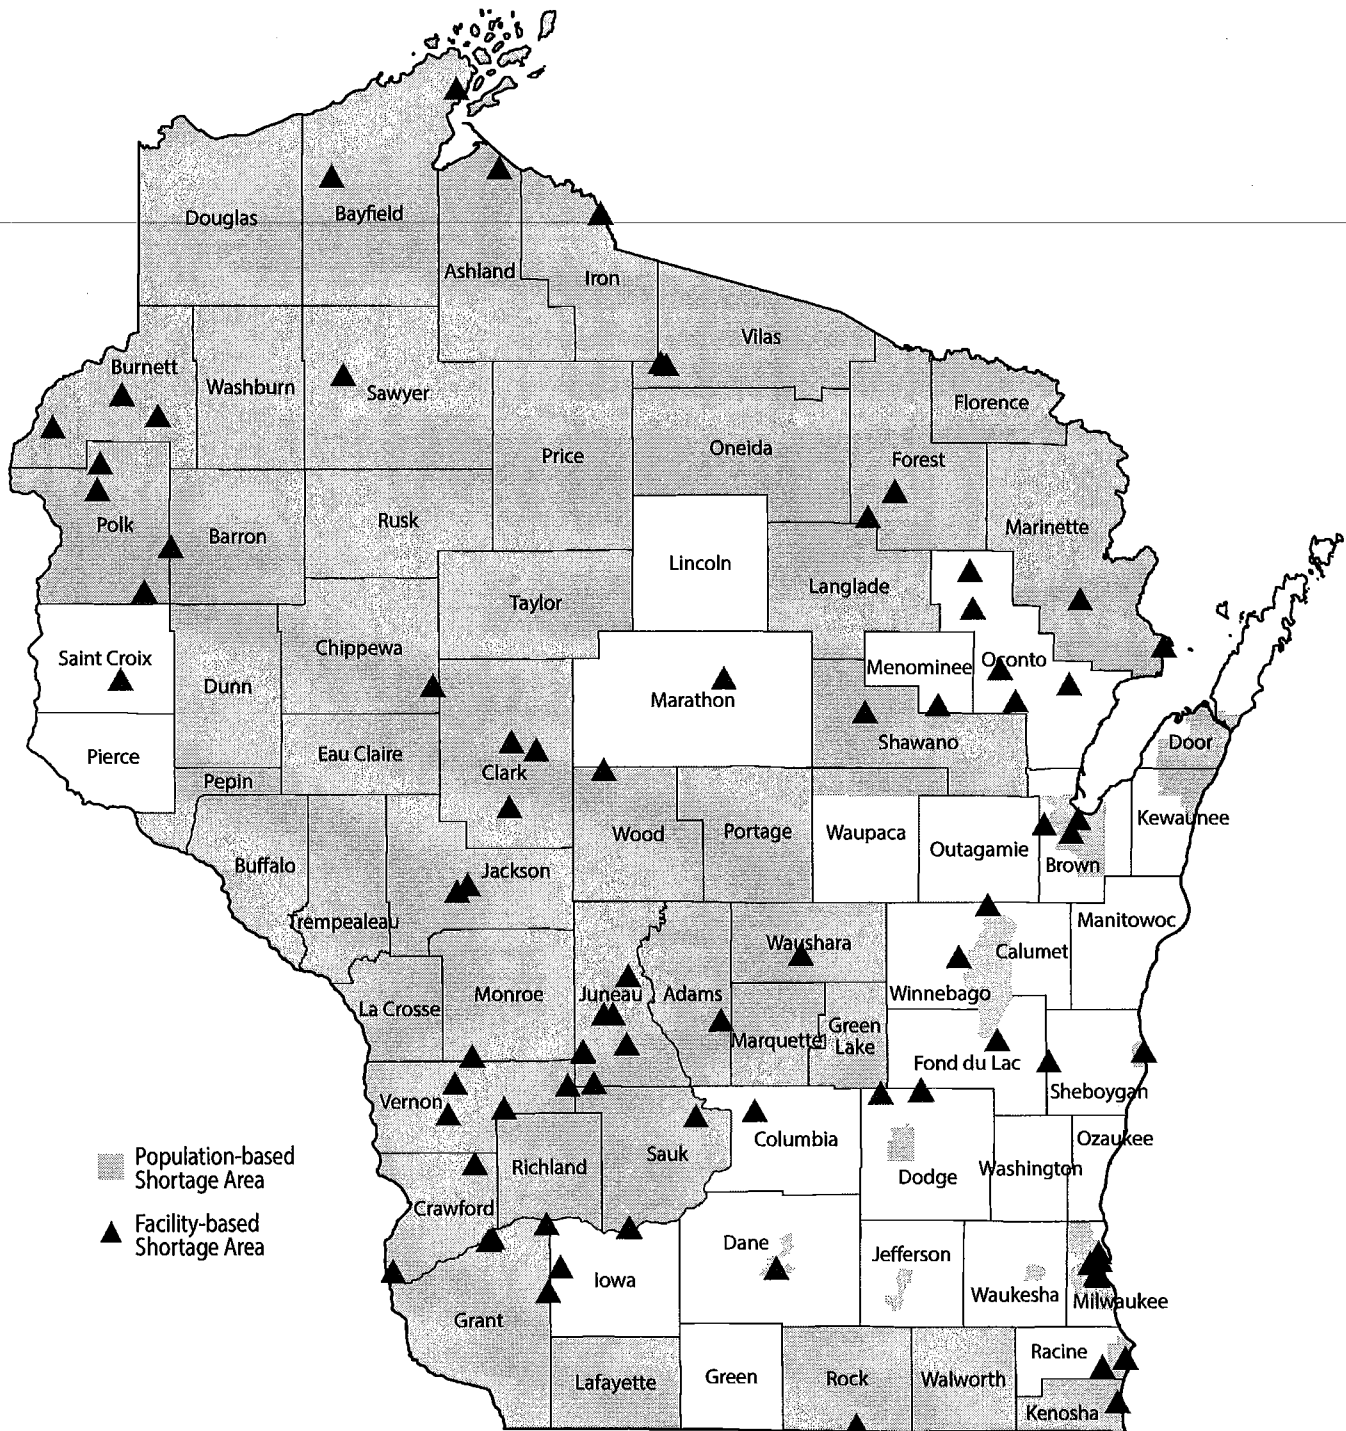 Douglas
Bayfield
Ashland
Iron
Vilas
Burnett
Washburn
Sawyer
Florence
Price
Oneida
Forest
Polk
Barron
Rusk
Marinette
Lincoln
Langlade
Taylor
Saint Croix
Dunn
Chippewa
Menominee
Oconto
Marathon
Pierce
Eau Claire
Clark
Shawano
Door
Pepin
Wood
Portage
Waupaca
Outagamie
Brown
Kewaunee
Buffalo
Jackson
Trempealeau
Manitowoc
Waushara
Calumet
La Crosse
Monroe
Juneau
Adams
Winnebago
Marquette
Green
Lake
Fond du Lac
Sheboygan
Vernon
Columbia
Ozaukee
Population-based
Shortage Area
Richland
Sauk
Dodge
Washington
Crawford
Facility-based
Shortage Area
Dane
Jefferson
Iowa
Waukesha
Milwaukee
Grant
Racine
Lafayette
Green
Rock
Walworth
Kenosha